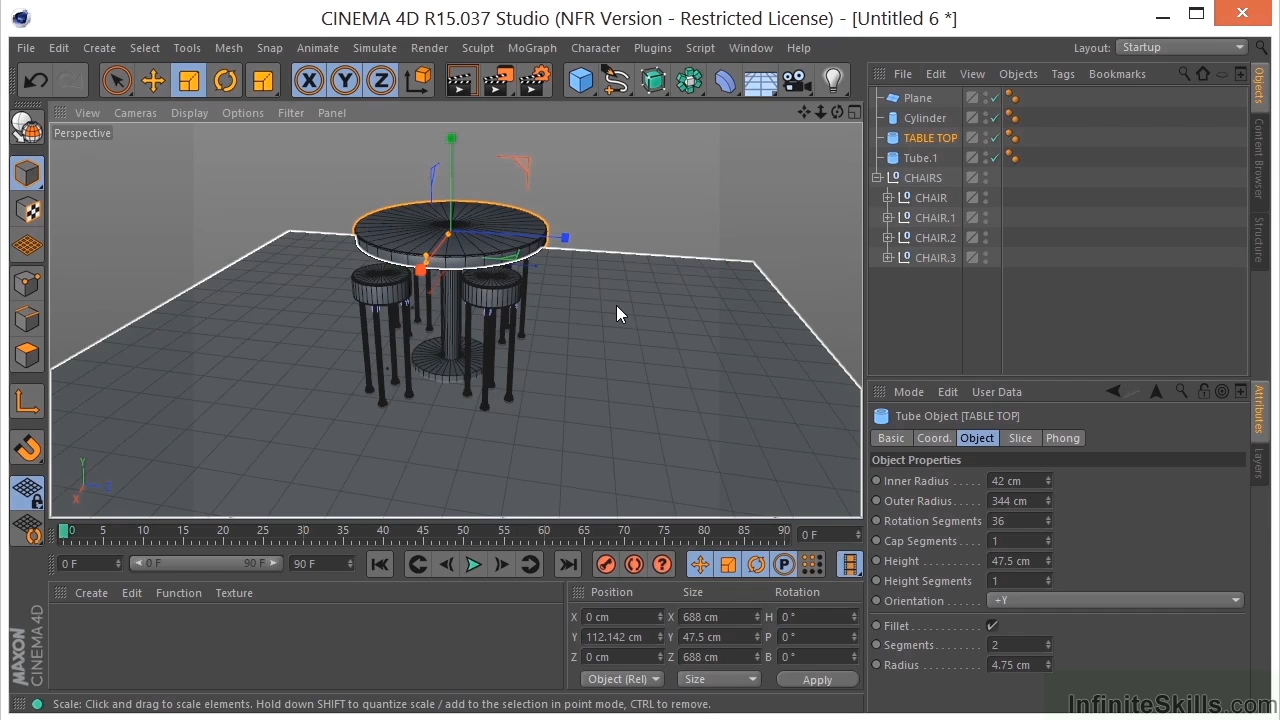 CINEMA 4D R15.037 Studio (NFR Version - Restricted License) - [Untitled 6 *]
File Edit Create Select Tools Mesh Snap Animate Simulate Render Sculpt MoGraph Character Plugins Script Window Help
Layout: Startup
X Y Z
File Edit View Objects Tags Bookmarks
View Cameras Display Options Filter Panel
Perspective
Plane
Cylinder
TABLE TOP
Tube.1
CHAIRS
CHAIR
CHAIR.1
CHAIR.2
CHAIR.3
Objects
Content Browser
Structure
Y
Z
X
Mode Edit User Data
Tube Object [TABLE TOP]
Basic Coord. Object Slice Phong
Object Properties
Inner Radius 42 cm
Outer Radius 344 cm
Rotation Segments 36
Cap Segments 1
Height 47.5 cm
Height Segments 1
Orientation +Y
Fillet
Segments 2
Radius 4.75 cm
Attributes
Layers
0 5 10 15 20 25 30 35 40 45 50 55 60 65 70 75 80 85 90 0 F
0 F 0 F 90 F 90 F
P
Create Edit Function Texture
Position Size Rotation
X 0 cm X 688 cm H 0 °
Y 112.142 cm Y 47.5 cm P 0 °
Z 0 cm Z 688 cm B 0 °
Object (Rel) Size Apply
MAXON
CINEMA 4D
Scale: Click and drag to scale elements. Hold down SHIFT to quantize scale / add to the selection in point mode, CTRL to remove.
InfiniteSkills.com